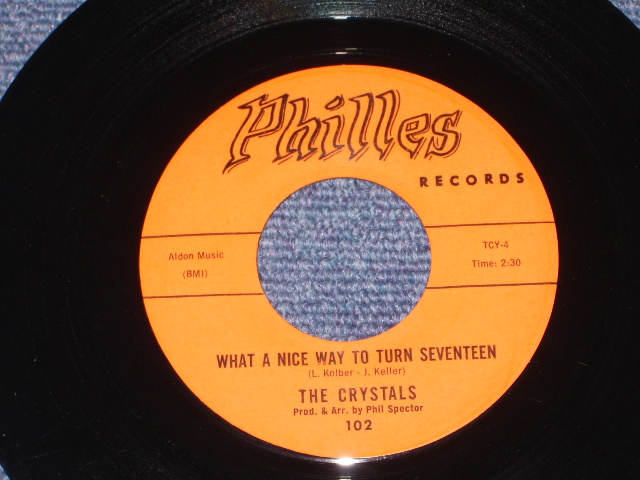 Philles
RECORDS
Aldon Music
(BMI)
TCY-4
Time: 2:30
WHAT A NICE WAY TO TURN SEVENTEEN
(L. Kolber - J. Keller)
THE CRYSTALS
Prod. & Arr. by Phil Spector
102